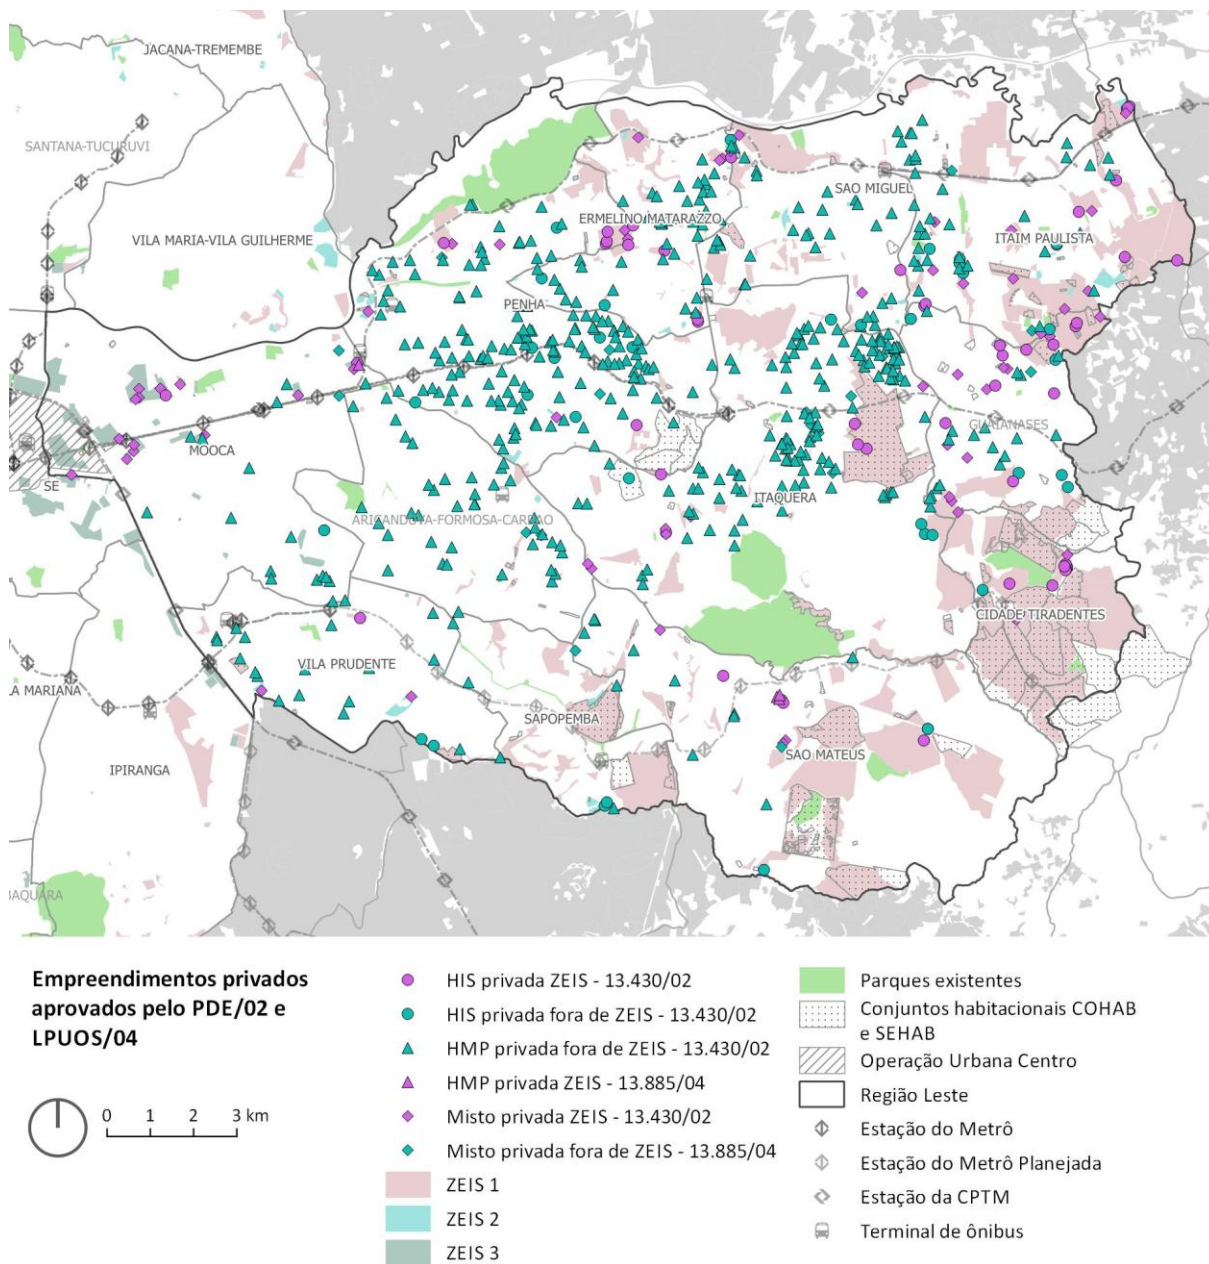 JACANA-TREMEMBE
SANTANA-TUCURUVI
VILA MARIA-VILA GUILHERME
SAO MIGUEL
ERMELINO MATARAZZO
ITAIM PAULISTA
PENHA
GUAIANASES
MOOCA
SE
ITAQUERA
ARICANDUVA-FORMOSA-CARRAO
CIDADE TIRADENTES
VILA PRUDENTE
LA MARIANA
SAPOPEMBA
SAO MATEUS
IPIRANGA
BAQUARA
Empreendimentos privados
aprovados pelo PDE/02 e
LPUOS/04
0 1 2 3 km
HIS privada ZEIS - 13.430/02
HIS privada fora de ZEIS - 13.430/02
HMP privada fora de ZEIS - 13.430/02
HMP privada ZEIS - 13.885/04
Misto privada ZEIS - 13.430/02
Misto privada fora de ZEIS - 13.885/04
ZEIS 1
ZEIS 2
ZEIS 3
Parques existentes
Conjuntos habitacionais COHAB
e SEHAB
Operação Urbana Centro
Região Leste
Estação do Metrô
Estação do Metrô Planejada
Estação da CPTM
Terminal de ônibus